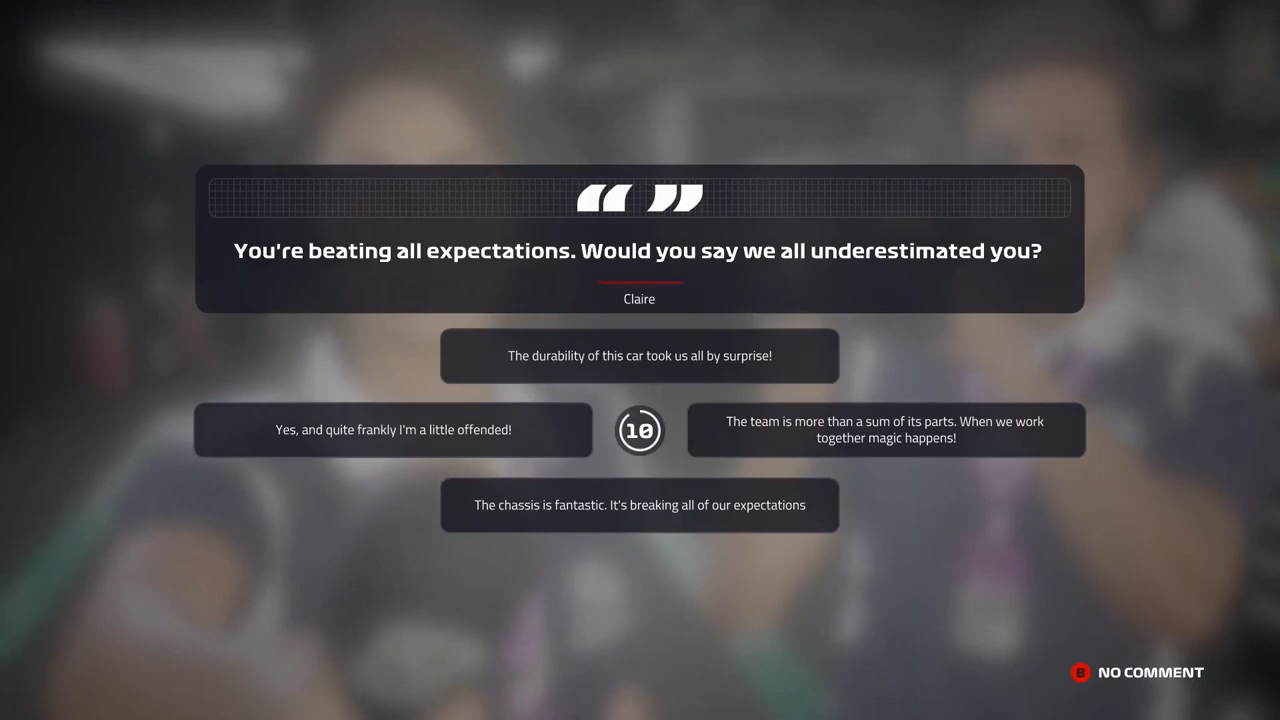 “ ”
You're beating all expectations. Would you say we all underestimated you?
Claire
The durability of this car took us all by surprise!
Yes, and quite frankly I'm a little offended!
10
The team is more than a sum of its parts. When we work
together magic happens!
The chassis is fantastic. It's breaking all of our expectations
B NO COMMENT